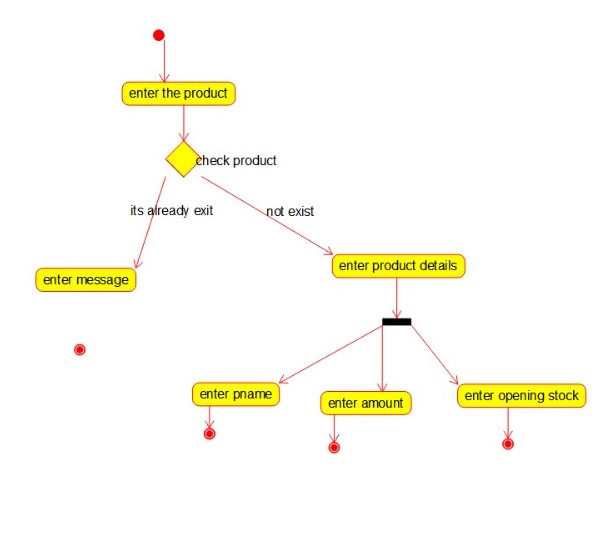 enter the product
check product
its already exit
not exist
enter product details
enter message
enter pname
enter amount
enter opening stock